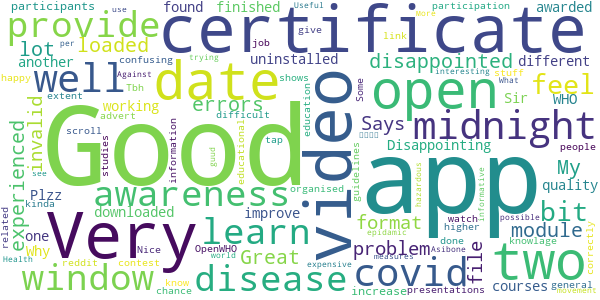 participants use finished found certificate Useful participation awarded More
provide lot loaded another confusing per job give link
happy well date uninstalled disappointed different
Against trying Some interesting stuff
extent Tbh shows open What Sir WHO feel
working errors video Says midnight
invalid scroll Good difficult education app Disappointing people
experienced studies advert tap information educational guud guidelines My
see awareness organised quality
Plzz downloaded improve format watch bit
kinda one Very learn higher module
related Why Nice OpenWHO Great problem done possible hazardous informative knowlage correctly
reddit contest world covid file two
Health window know disease epidemic measures Asibone courses general
chance expensive increase presentations movement